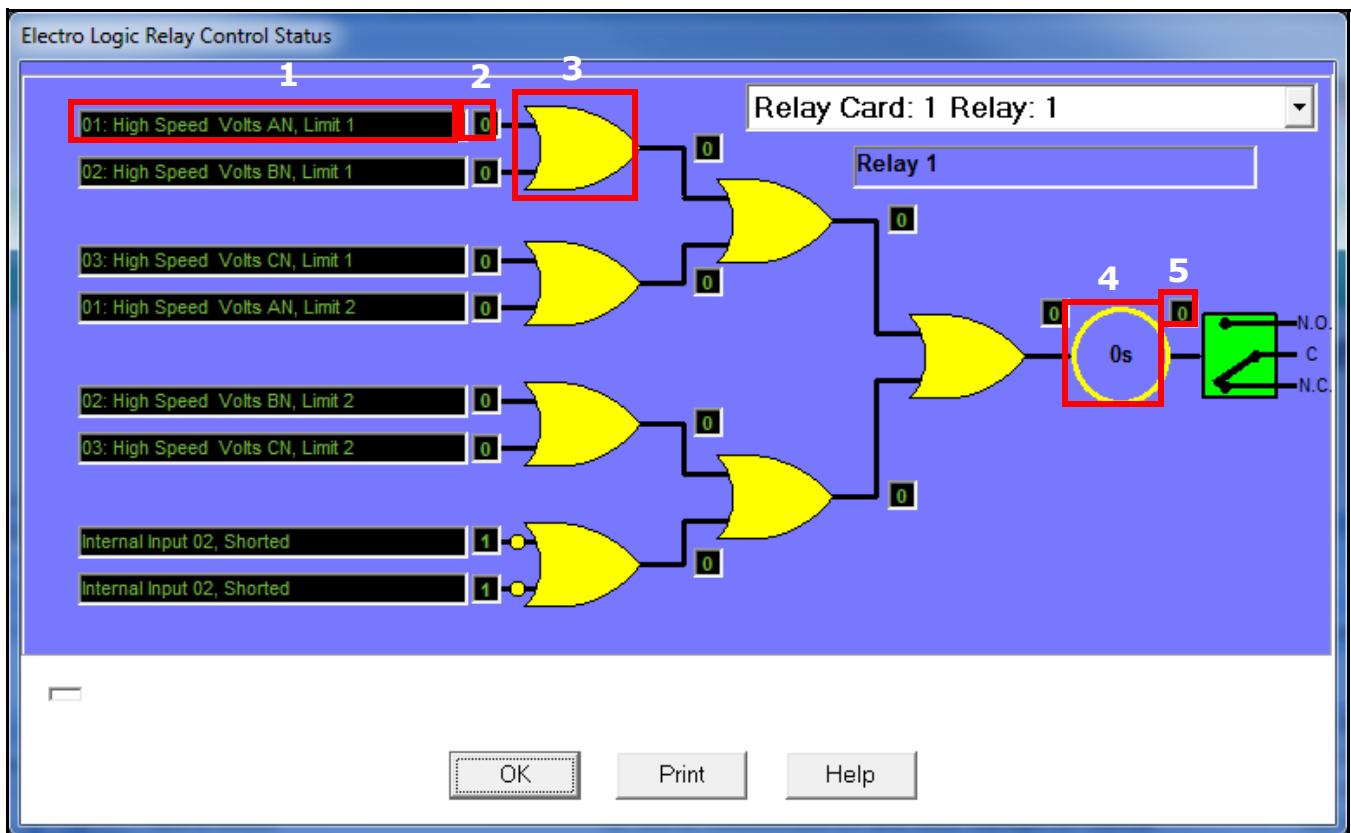 Electro Logic Relay Control Status
1 2 3
Relay Card: 1 Relay: 1
01: High Speed Volts AN, Limit 1 0
0
02: High Speed Volts BN, Limit 1 0
Relay 1
0
03: High Speed Volts CN, Limit 1 0
0
01: High Speed Volts AN, Limit 2 0
4 5
0 0
N.O.
0s C
N.C.
02: High Speed Volts BN, Limit 2 0
0
03: High Speed Volts CN, Limit 2 0
0
Internal Input 02, Shorted 1
0
Internal Input 02, Shorted 1
OK Print Help